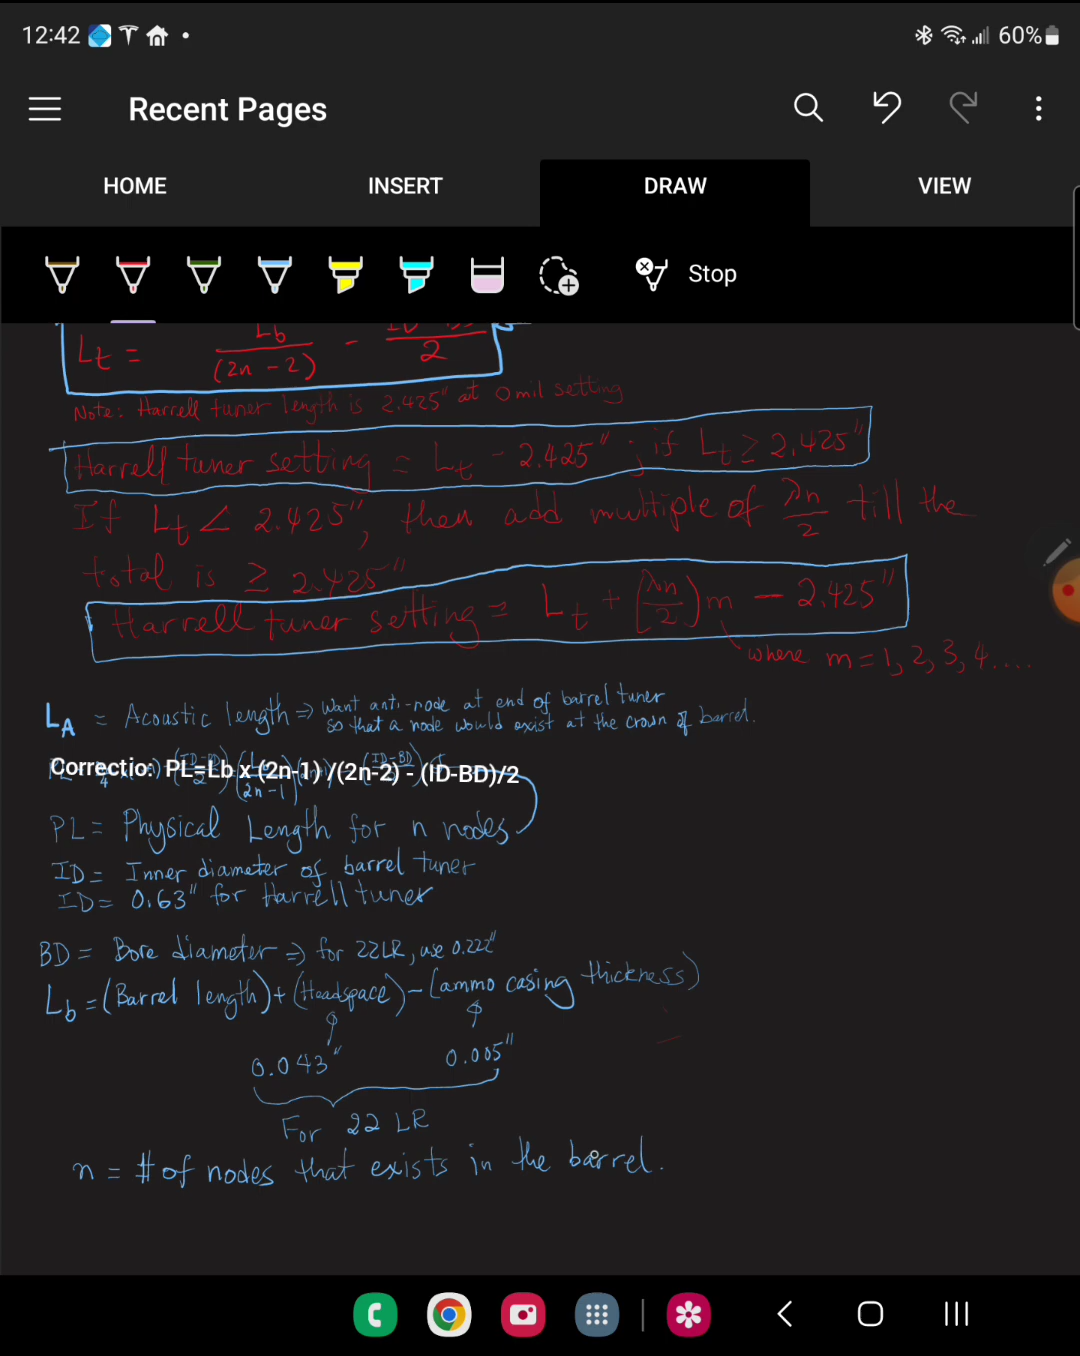 12:42
60%
Recent Pages
HOME INSERT DRAW VIEW
Stop
Lt = Lb / (2n - 2) - / 2
Note: Harrell tuner length is 2.425" at 0 mil setting
Harrell tuner setting = Lt - 2.425" ; if Lt ≥ 2.425"
If Lt < 2.425", then add multiple of λn/2 till the
total is ≥ 2.425"
Harrell tuner setting = Lt + (λn/2) m - 2.425"
where m = 1, 2, 3, 4....
LA = Acoustic length => Want anti-node at end of barrel tuner
so that a node would exist at the crown of barrel.
Correctio: PL=Lb x (2n-1) /(2n-2) - (ID-BD)/2
PL = Physical Length for n nodes
ID = Inner diameter of barrel tuner
ID = 0.63" for Harrell tuner
BD = Bore diameter => for 22LR, use 0.222"
Lb = (Barrel length) + (Headspace) - (ammo casing thickness)
0.043" 0.005"
For 22 LR
n = # of nodes that exists in the barrel.